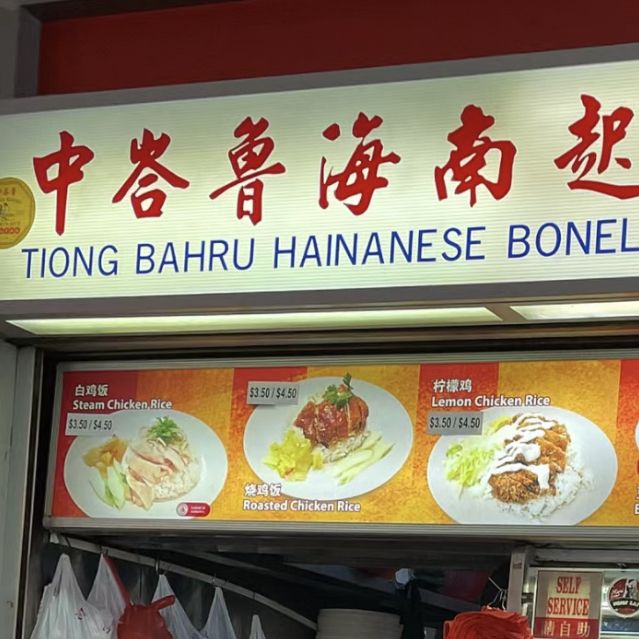 中峇鲁海南起
TIONG BAHRU HAINANESE BONEL
白鸡饭
Steam Chicken Rice
$3.50 / $4.50
$3.50 / $4.50
烧鸡饭
Roasted Chicken Rice
柠檬鸡
Lemon Chicken Rice
$3.50 / $4.50
SELF
SERVICE
請自助